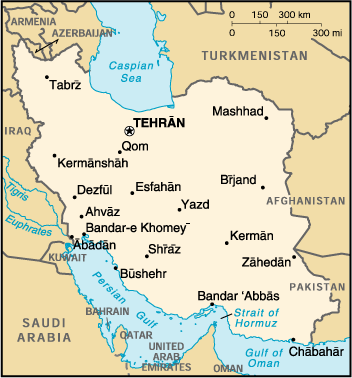 ARMENIA
AZERBAIJAN
0 150 300 km
0 150 300 mi
TURKMENISTAN
Caspian
Sea
Tabrīz
TEHRĀN
Mashhad
Qom
IRAQ
Kermānshāh
Dezfūl
Eşfahān
Bīrjand
AFGHANISTAN
Tigris
Ahvāz
Yazd
Euphrates
Bandar-e Khomeynī
Ābādān
Kermān
KUWAIT
Shīrāz
Zāhedān
Būshehr
PAKISTAN
Persian Gulf
Bandar ‘Abbās
SAUDI
ARABIA
BAHRAIN
Strait of
Hormuz
QATAR
Gulf of
Oman
Chābahār
UNITED
ARAB
EMIRATES
OMAN